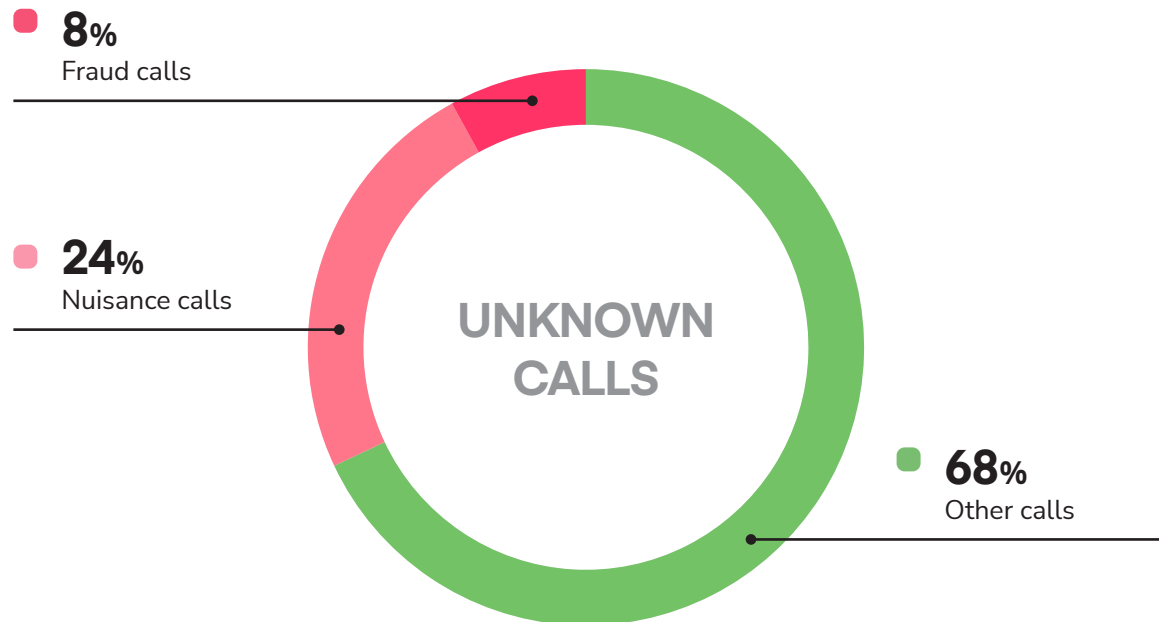 8%
Fraud calls
24%
Nuisance calls
UNKNOWN
CALLS
68%
Other calls